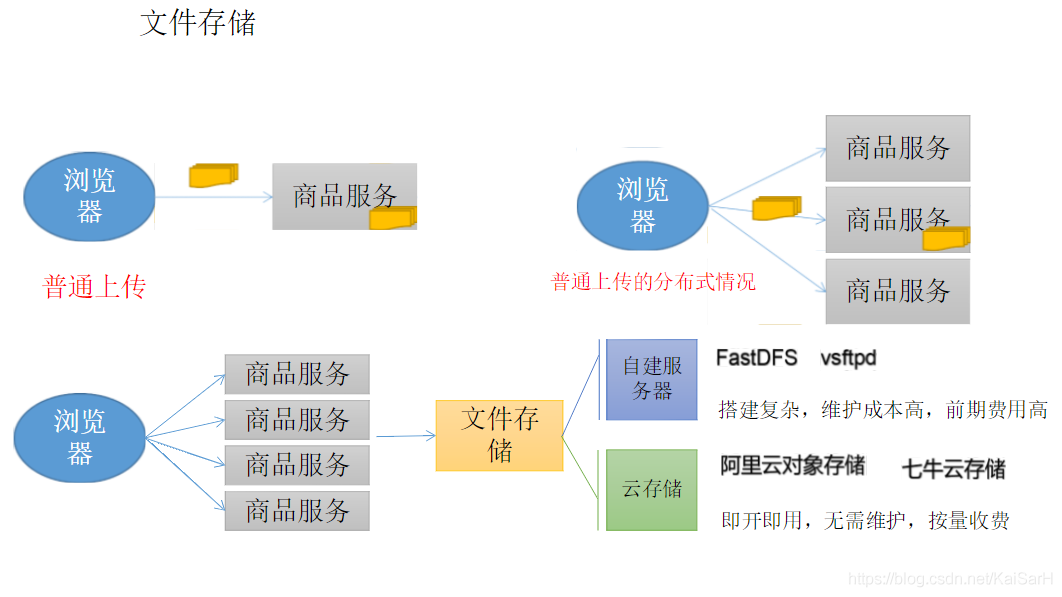 文件存储
浏览
器
商品服务
普通上传
浏览
器
商品服务
商品服务
商品服务
普通上传的分布式情况
浏览
器
商品服务
商品服务
商品服务
商品服务
文件存
储
自建服
务器
FastDFS vsftpd
搭建复杂，维护成本高，前期费用高
云存储
阿里云对象存储 七牛云存储
即开即用，无需维护，按量收费
https://blog.csdn.net/KaiSarH